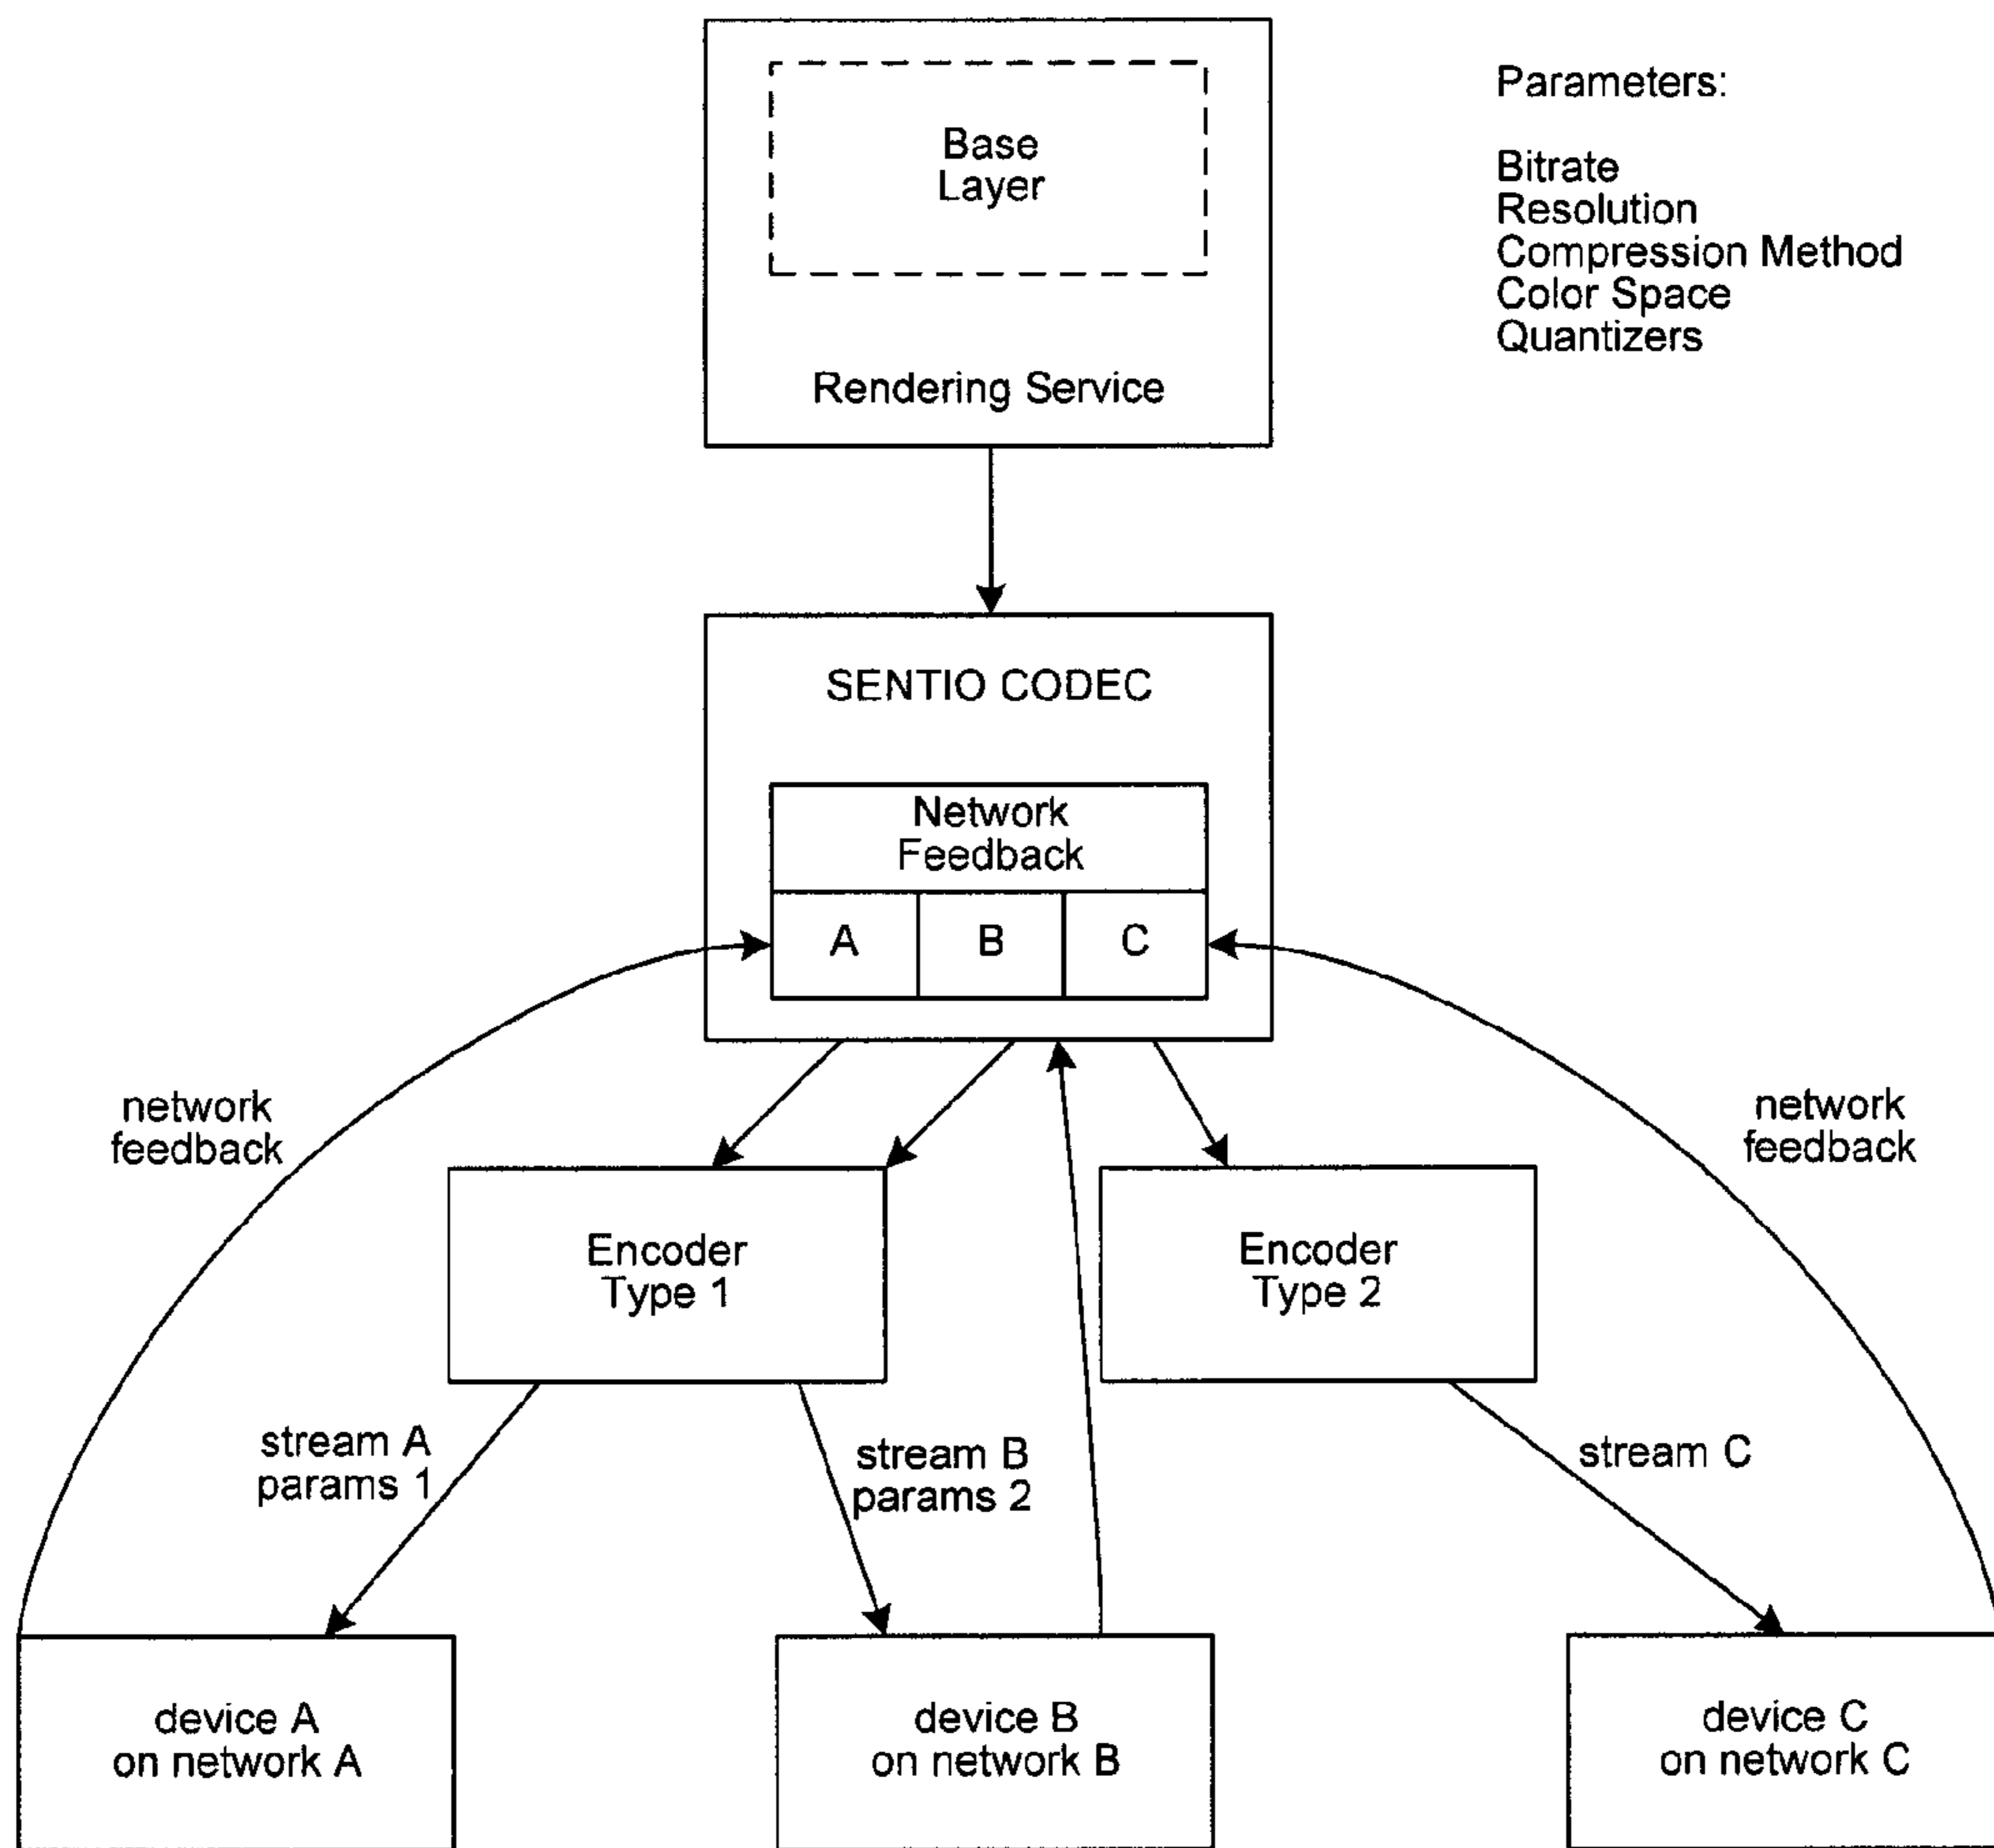 Base
Layer
Rendering Service
Parameters:
Bitrate
Resolution
Compression Method
Color Space
Quantizers
SENTIO CODEC
Network
Feedback
A
B
C
network
feedback
network
feedback
Encoder
Type 1
Encoder
Type 2
stream A
params 1
stream B
params 2
stream C
device A
on network A
device B
on network B
device C
on network C